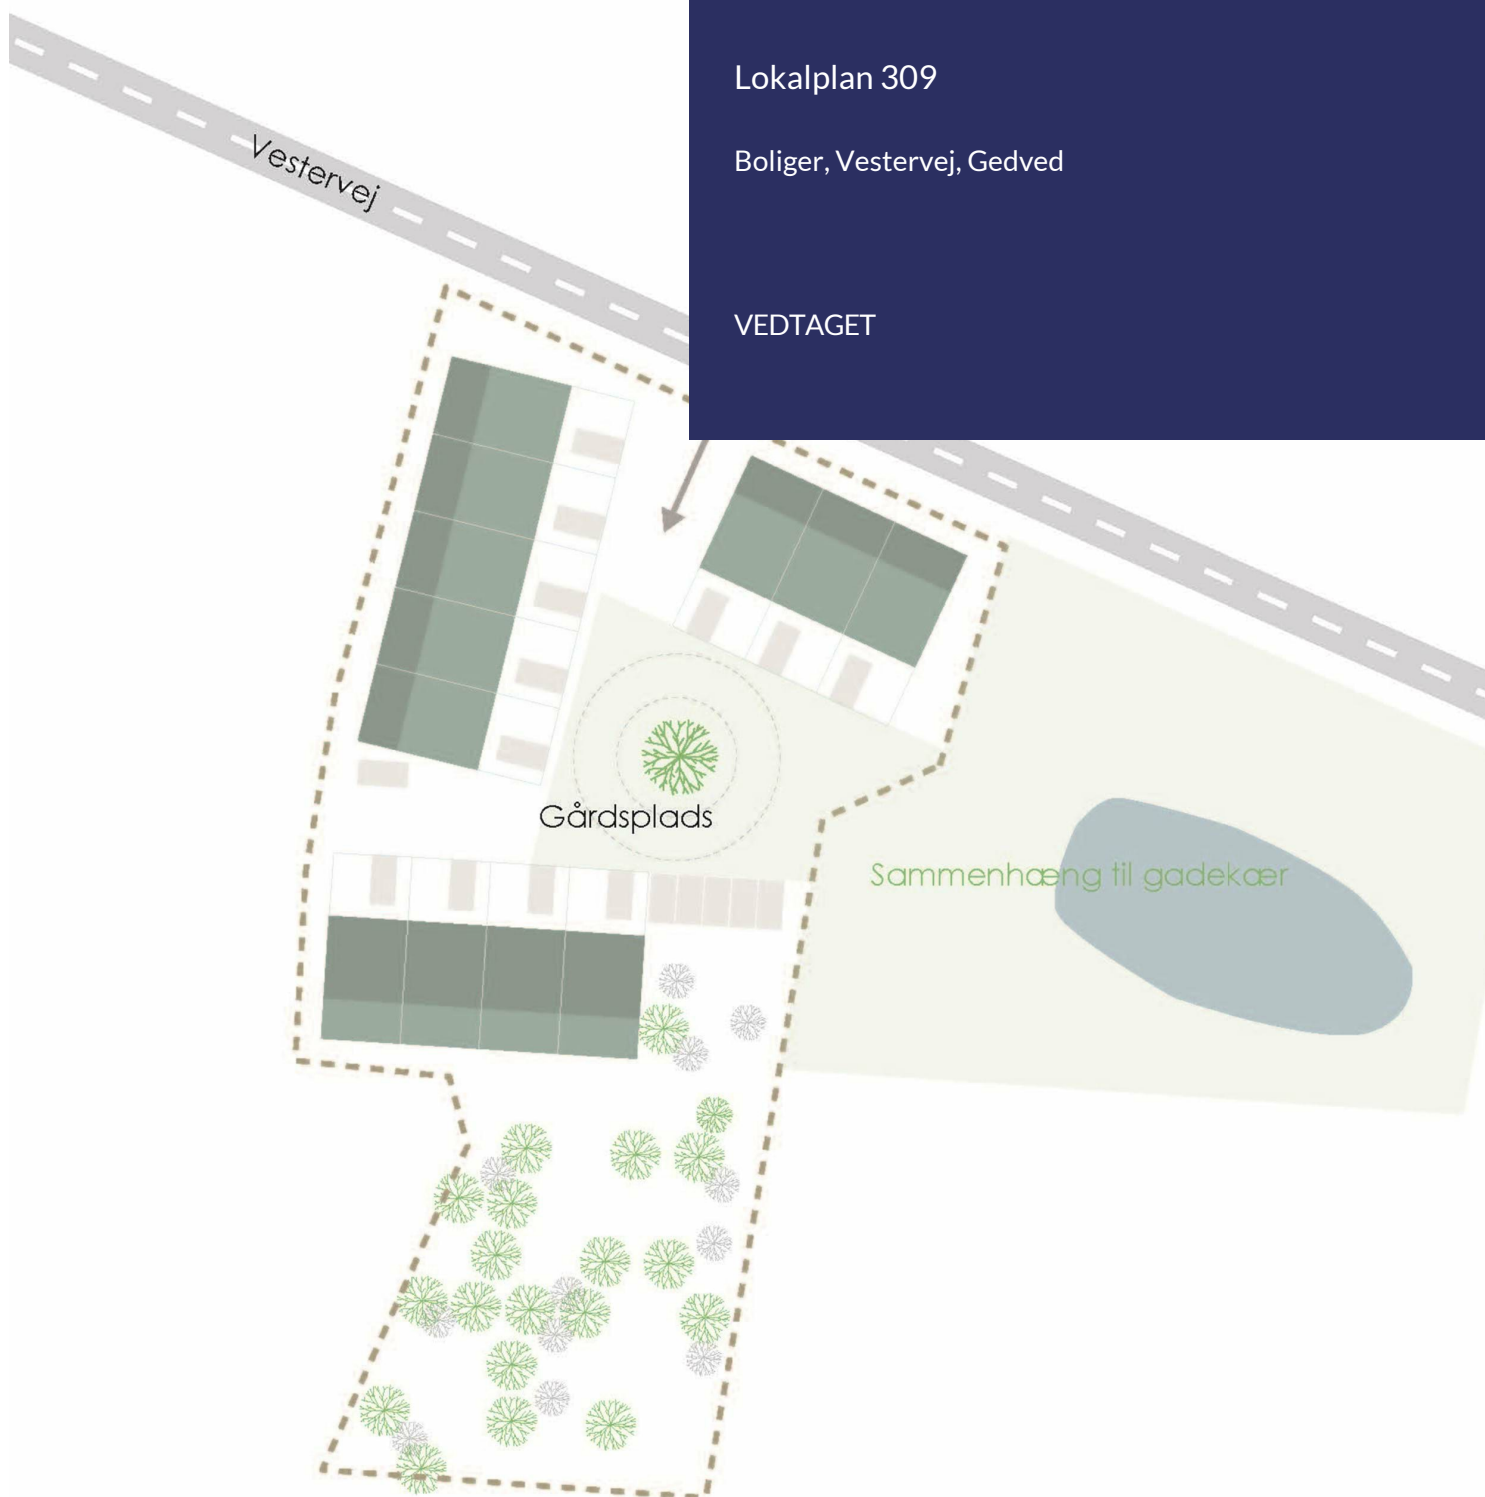 Lokalplan 309
Boliger, Vestervej, Gedved
VEDTAGET
Vestervej
Gårdsplads
Sammenhæng til gadekær